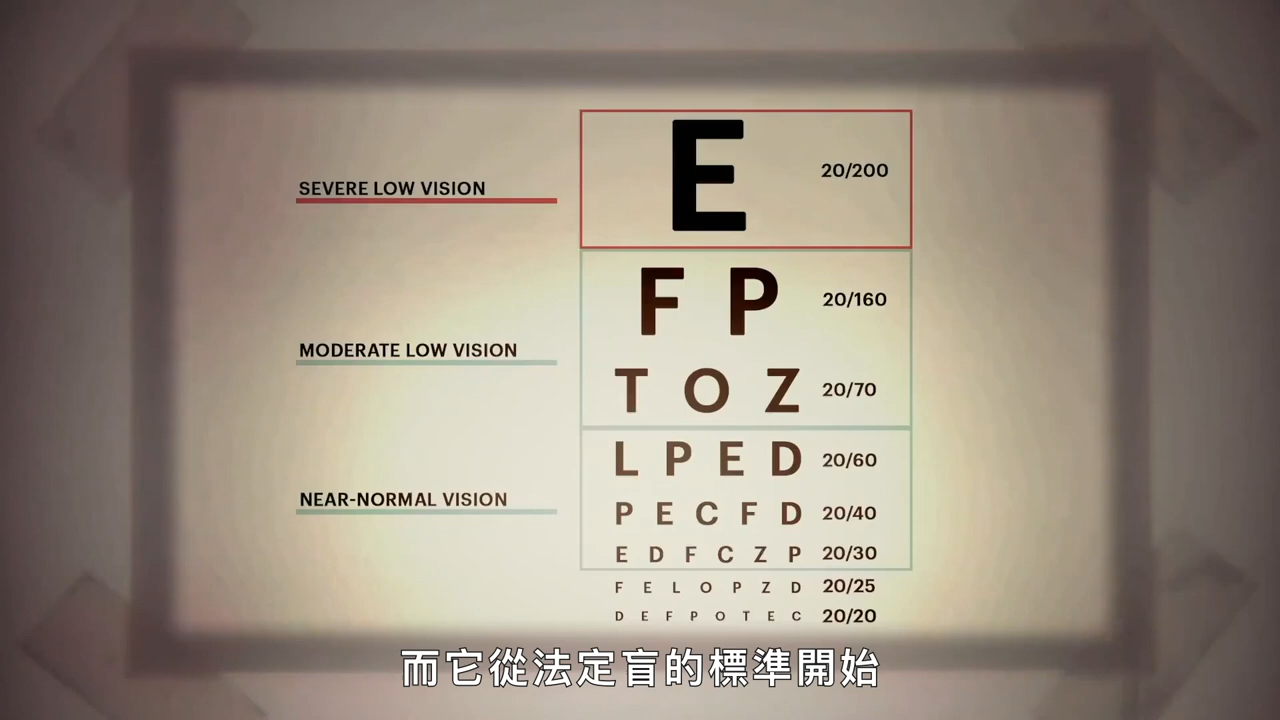 E 20/200
SEVERE LOW VISION
F P 20/160
MODERATE LOW VISION
T O Z 20/70
L P E D 20/60
NEAR-NORMAL VISION
P E C F D 20/40
E D F C Z P 20/30
F E L O P Z D 20/25
D E F P O T E C 20/20
而它從法定盲的標準開始